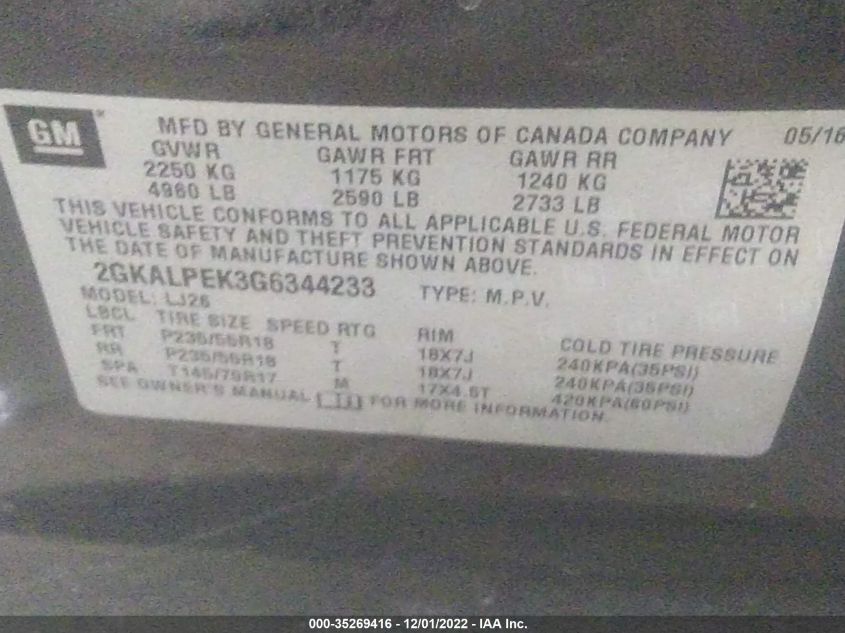 GM
MFD BY GENERAL MOTORS OF CANADA COMPANY 05/16
GVWR GAWR FRT GAWR RR
2250 KG 1175 KG 1240 KG
4960 LB 2590 LB 2733 LB
THIS VEHICLE CONFORMS TO ALL APPLICABLE U.S. FEDERAL MOTOR
VEHICLE SAFETY AND THEFT PREVENTION STANDARDS IN EFFECT ON
THE DATE OF MANUFACTURE SHOWN ABOVE.
2GKALPEK3G6344233 TYPE: M.P.V.
MODEL: LJ26
LBCL TIRE SIZE SPEED RTG RIM COLD TIRE PRESSURE
FRT P235/55R18 T 18X7J 240KPA(35PSI)
RR P235/55R18 T 18X7J 240KPA(35PSI)
SPA T145/70R17 M 17X4.5T 420KPA(60PSI)
SEE OWNER'S MANUAL FOR MORE INFORMATION.
000-35269416 - 12/01/2022 - IAA Inc.